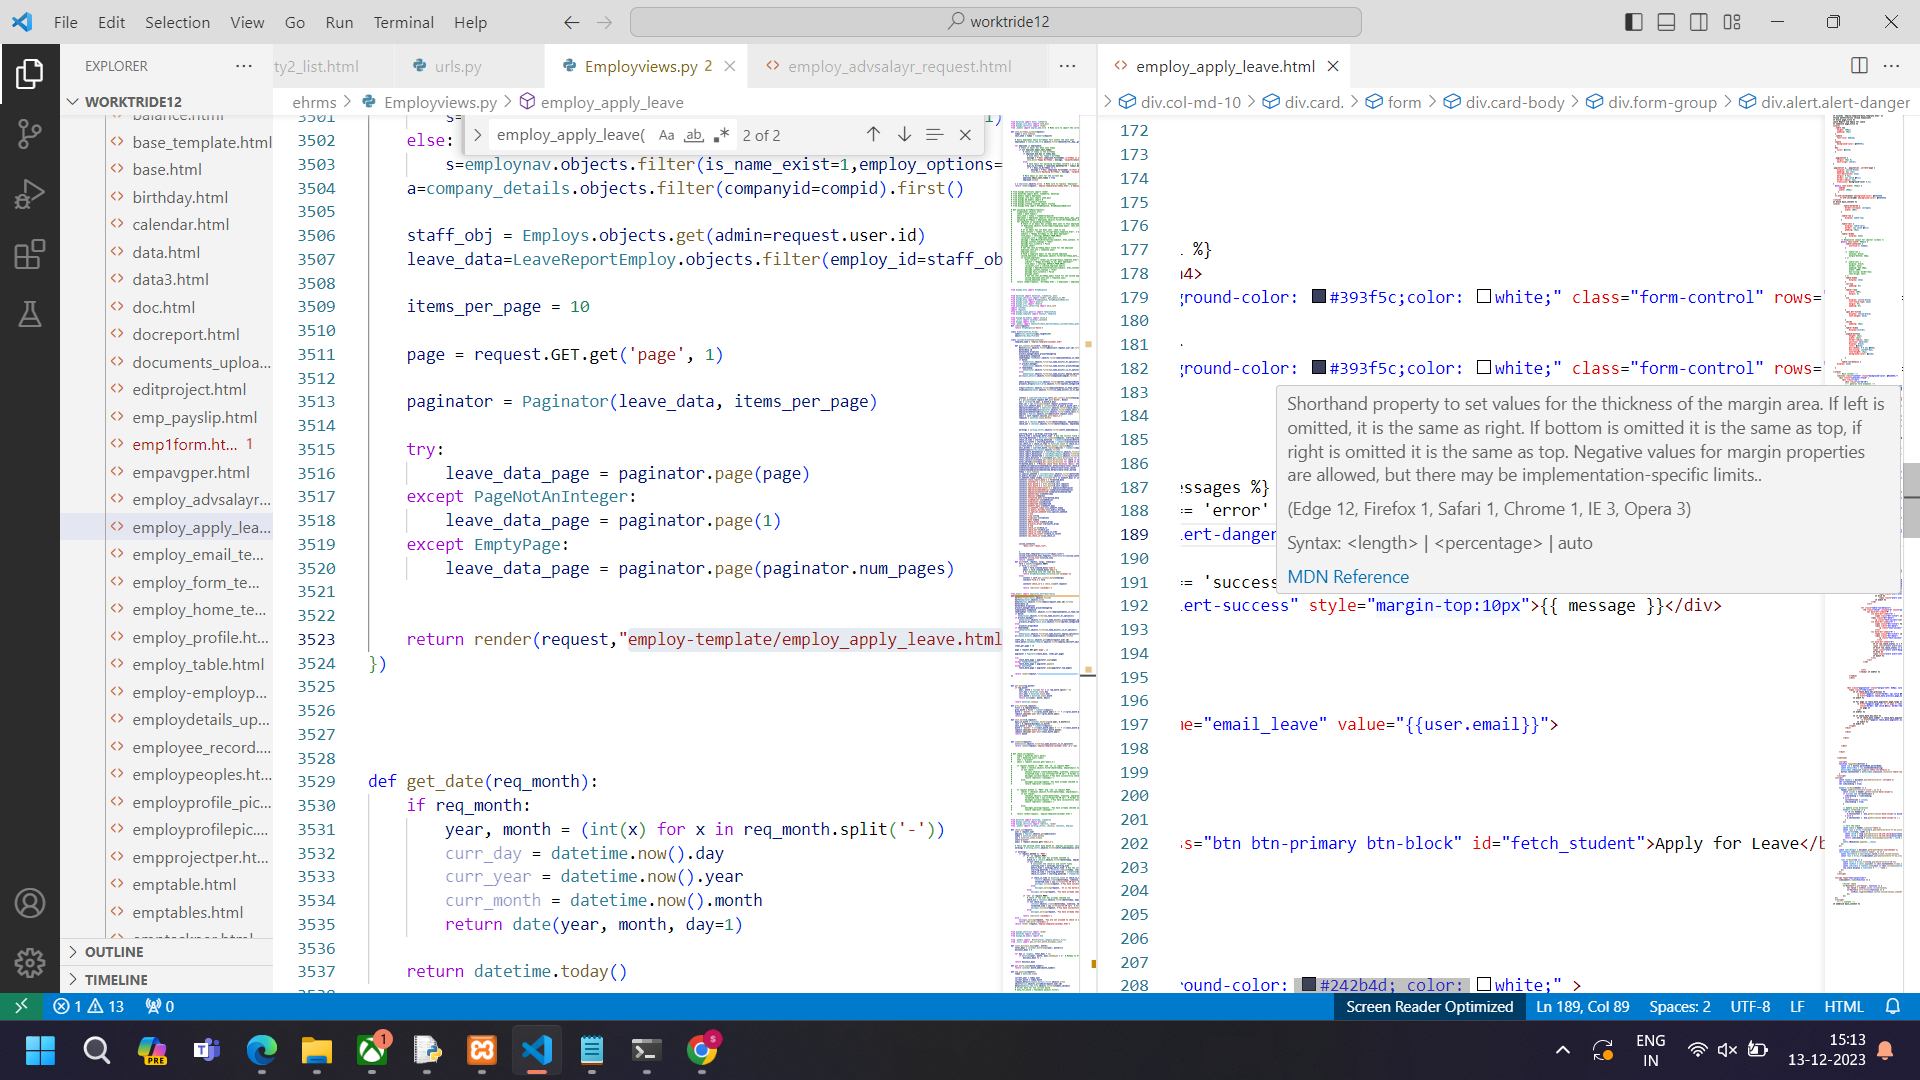 File Edit Selection View Go Run Terminal Help
worktride12
EXPLORER
WORKTRIDE12
balance.html
base_template.html
base.html
birthday.html
calendar.html
data.html
data3.html
doc.html
docreport.html
documents_uploa...
editproject.html
emp_payslip.html
emp1form.ht... 1
empavgper.html
employ_advsalayr...
employ_apply_lea...
employ_email_te...
employ_form_te...
employ_home_te...
employ_profile.ht...
employ_table.html
employ-employp...
employdetails_up...
employee_record....
employpeoples.ht...
employprofile_pic...
employprofilepic....
empprojectper.ht...
emptable.html
emptables.html
OUTLINE
TIMELINE
ty2_list.html urls.py Employviews.py 2 employ_advsalayr_request.html
ehrms > Employviews.py > employ_apply_leave
employ_apply_leave( Aa ab 2 of 2
3501 s=
3502 else:
3503 s=employnav.objects.filter(is_name_exist=1,employ_options=
3504 a=company_details.objects.filter(companyid=compid).first()
3505
3506 staff_obj = Employs.objects.get(admin=request.user.id)
3507 leave_data=LeaveReportEmploy.objects.filter(employ_id=staff_ob
3508
3509 items_per_page = 10
3510
3511 page = request.GET.get('page', 1)
3512
3513 paginator = Paginator(leave_data, items_per_page)
3514
3515 try:
3516 leave_data_page = paginator.page(page)
3517 except PageNotAnInteger:
3518 leave_data_page = paginator.page(1)
3519 except EmptyPage:
3520 leave_data_page = paginator.page(paginator.num_pages)
3521
3522
3523 return render(request,"employ-template/employ_apply_leave.html
3524 })
3525
3526
3527
3528
3529 def get_date(req_month):
3530 if req_month:
3531 year, month = (int(x) for x in req_month.split('-'))
3532 curr_day = datetime.now().day
3533 curr_year = datetime.now().year
3534 curr_month = datetime.now().month
3535 return date(year, month, day=1)
3536
3537 return datetime.today()
3538
employ_apply_leave.html
> div.col-md-10 > div.card. > form > div.card-body > div.form-group > div.alert.alert-danger
172
173
174
175
176
177 %}
178 4>
179 ground-color: #393f5c;color: white;" class="form-control" rows="
180
181
182 ground-color: #393f5c;color: white;" class="form-control" rows="
183
184
185
186
187 essages %}
188 = 'error'
189 ert-danger
190
191 = 'success
192 ert-success" style="margin-top:10px">{{ message }}</div>
193
194
195
196
197 me="email_leave" value="{{user.email}}">
198
199
200
201
202 s="btn btn-primary btn-block" id="fetch_student">Apply for Leave</b
203
204
205
206
207
208 round-color: #242b4d; color: white;" >
Shorthand property to set values for the thickness of the margin area. If left is
omitted, it is the same as right. If bottom is omitted it is the same as top, if
right is omitted it is the same as top. Negative values for margin properties
are allowed, but there may be implementation-specific limits..
(Edge 12, Firefox 1, Safari 1, Chrome 1, IE 3, Opera 3)
Syntax: <length> | <percentage> | auto
MDN Reference
1 13 0
Screen Reader Optimized Ln 189, Col 89 Spaces: 2 UTF-8 LF HTML
PRE
1
S
ENG
IN
15:13
13-12-2023